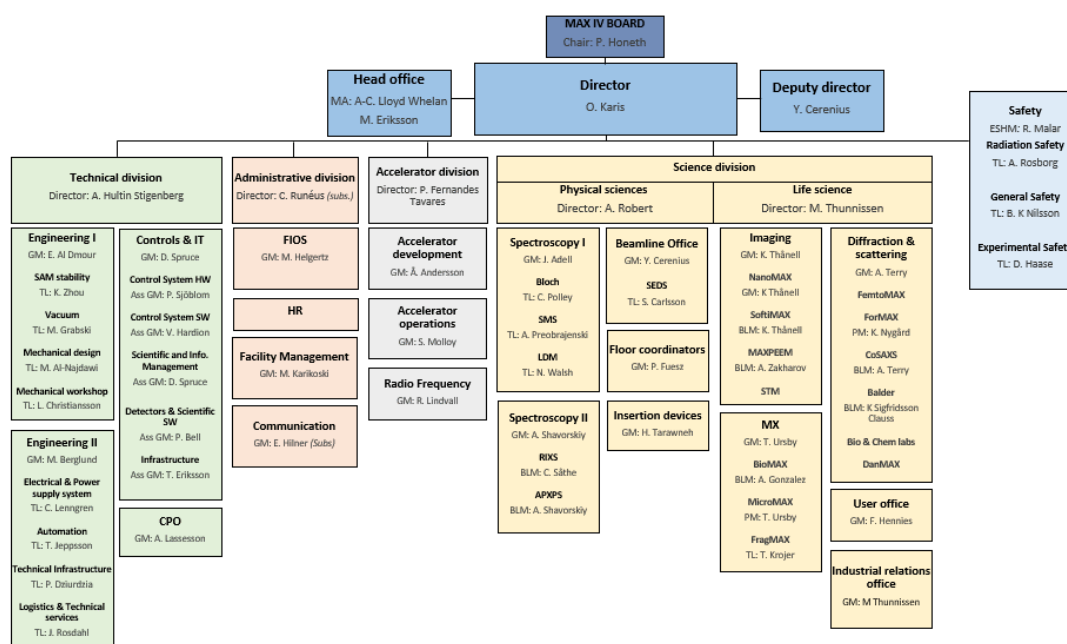 MAX IV BOARD
Chair: P. Honeth
Head office
MA: A-C. Lloyd Whelan
M. Eriksson
Director
O. Karis
Deputy director
Y. Cerenius
Safety
ESHM: R. Malar
Radiation Safety
TL: A. Rosborg
General Safety
TL: B. K Nilsson
Experimental Safet
TL: D. Haase
Technical division
Director: A. Hultin Stigenberg
Engineering I
GM: E. Al Dmour
SAM stability
TL: K. Zhou
Vacuum
TL: M. Grabski
Mechanical design
TL: M. Al-Najdawi
Mechanical workshop
TL: L. Christiansson
Engineering II
GM: M. Berglund
Electrical & Power
supply system
TL: C. Lenngren
Automation
TL: T. Jeppsson
Technical Infrastructure
TL: P. Dziurdzia
Logistics & Technical
services
TL: J. Rosdahl
Controls & IT
GM: D. Spruce
Control System HW
Ass GM: P. Sjöblom
Control System SW
Ass GM: V. Hardion
Scientific and Info.
Management
Ass GM: D. Spruce
Detectors & Scientific
SW
Ass GM: P. Bell
Infrastructure
Ass GM: T. Eriksson
CPO
GM: A. Lassesson
Administrative division
Director: C. Runéus (subs.)
FIOS
GM: M. Helgertz
HR
Facility Management
GM: M. Karikoski
Communication
GM: E. Hilner (Subs)
Accelerator division
Director: P. Fernandes
Tavares
Accelerator
development
GM: Å. Andersson
Accelerator
operations
GM: S. Molloy
Radio Frequency
GM: R. Lindvall
Science division
Physical sciences
Director: A. Robert
Life science
Director: M. Thunnissen
Spectroscopy I
GM: J. Adell
Bloch
TL: C. Polley
SMS
TL: A. Preobrajenski
LDM
TL: N. Walsh
Spectroscopy II
GM: A. Shavorskiy
RIXS
BLM: C. Såthe
APXPS
BLM: A. Shavorskiy
Beamline Office
GM: Y. Cerenius
SEDS
TL: S. Carlsson
Floor coordinators
GM: P. Fuesz
Insertion devices
GM: H. Tarawneh
Imaging
GM: K. Thånell
NanoMAX
GM: K Thånell
SoftiMAX
BLM: K. Thånell
MAXPEEM
BLM: A. Zakharov
STM
MX
GM: T. Ursby
BioMAX
BLM: A. Gonzalez
MicroMAX
PM: T. Ursby
FragMAX
TL: T. Krojer
Diffraction &
scattering
GM: A. Terry
FemtoMAX
ForMAX
PM: K. Nygård
CoSAXS
BLM: A. Terry
Balder
BLM: K Sigfridsson
Clauss
Bio & Chem labs
DanMAX
User office
GM: F. Hennies
Industrial relations
office
GM: M Thunnissen